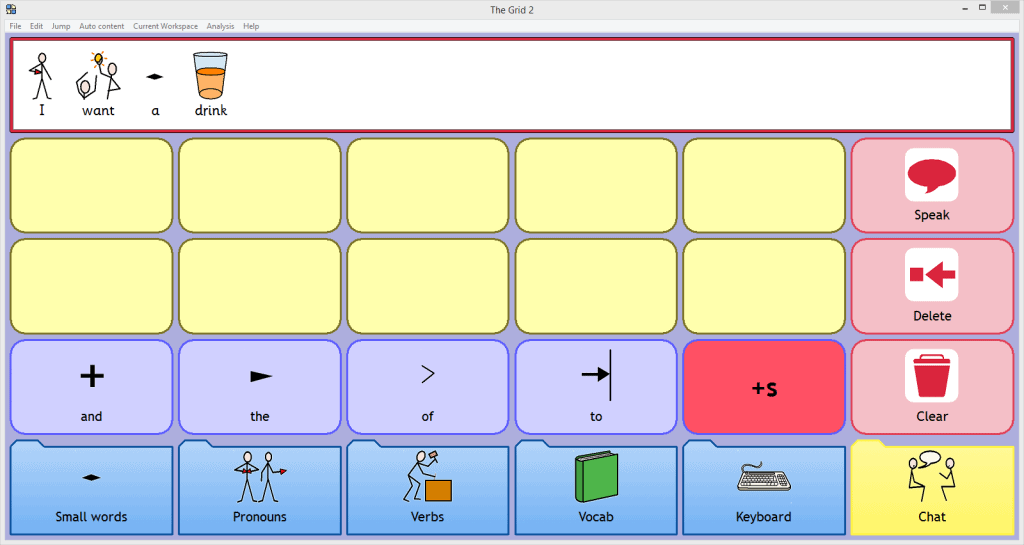 The Grid 2
File Edit Jump Auto content Current Workspace Analysis Help
I want a drink
Speak
Delete
and the of to +s Clear
Small words Pronouns Verbs Vocab Keyboard Chat